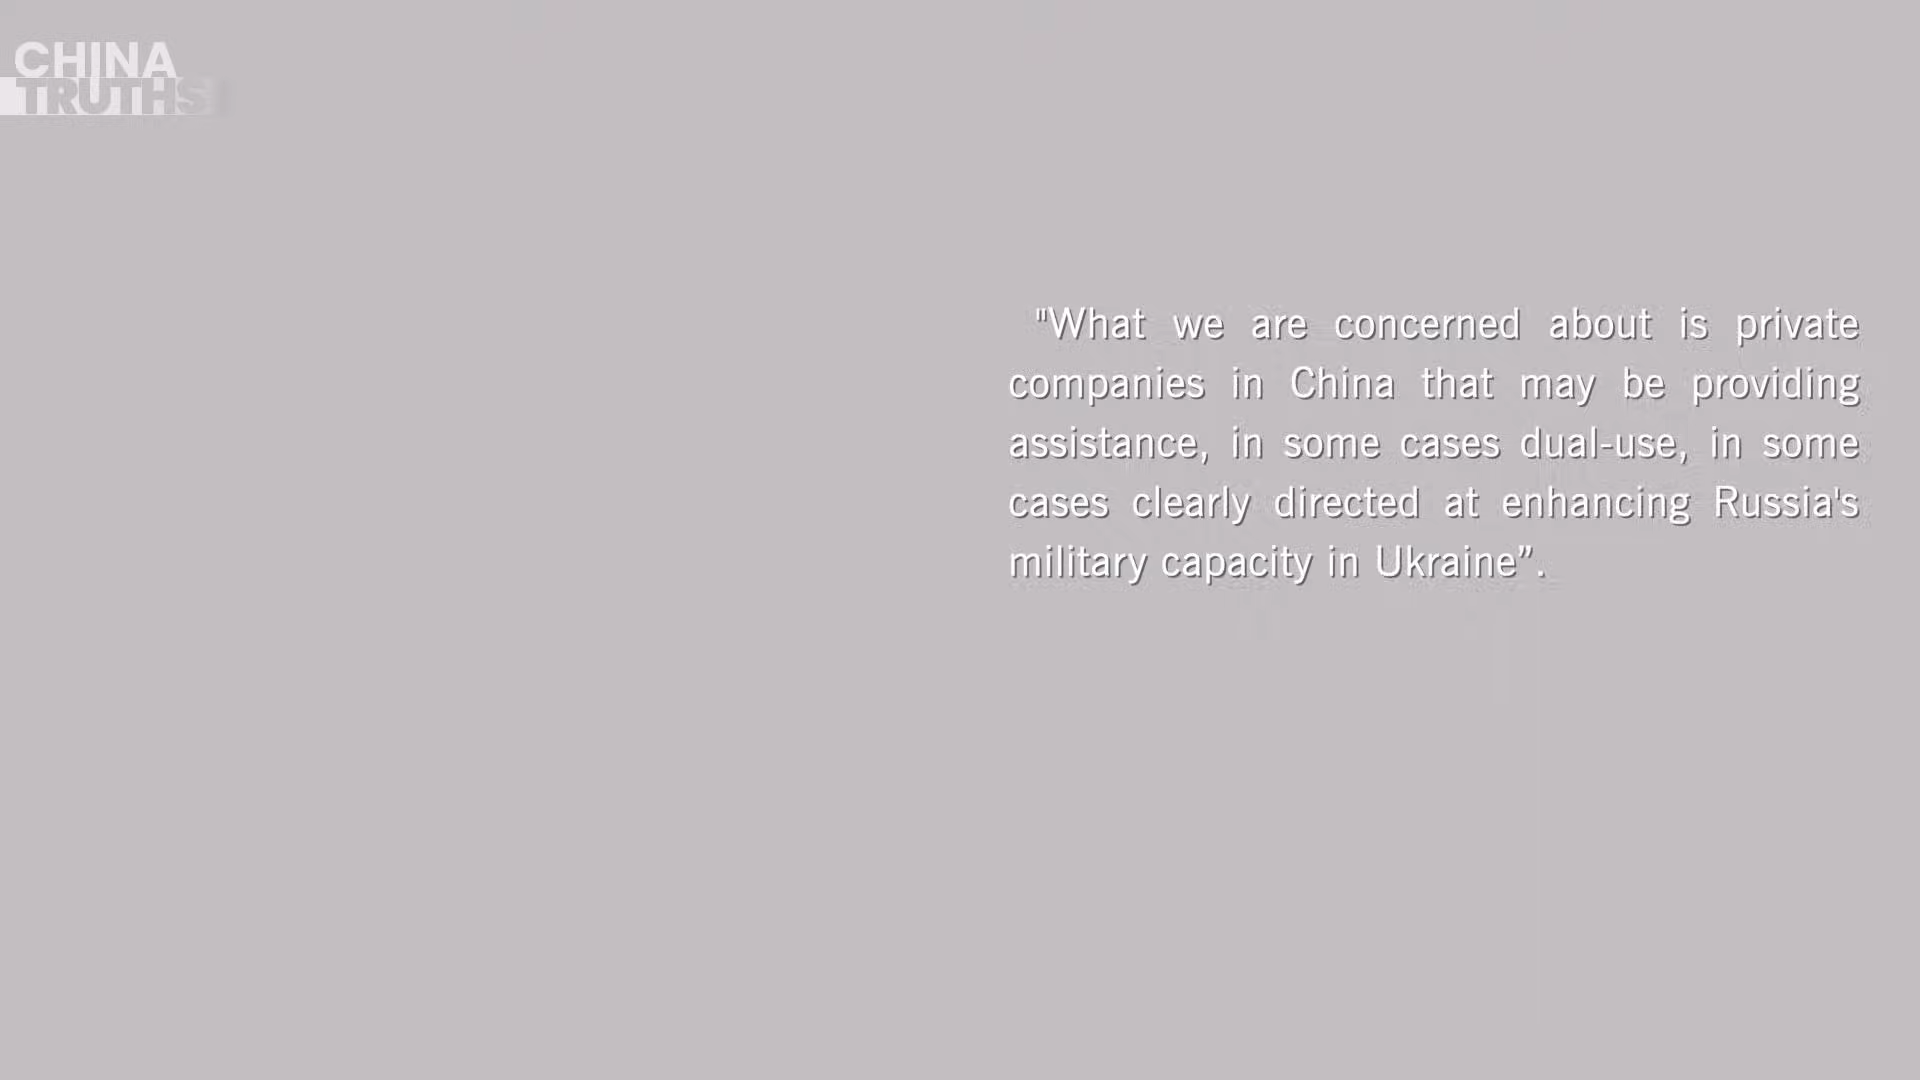 CHINA
TRUTHS
"What we are concerned about is private
companies in China that may be providing
assistance, in some cases dual-use, in some
cases clearly directed at enhancing Russia's
military capacity in Ukraine”.